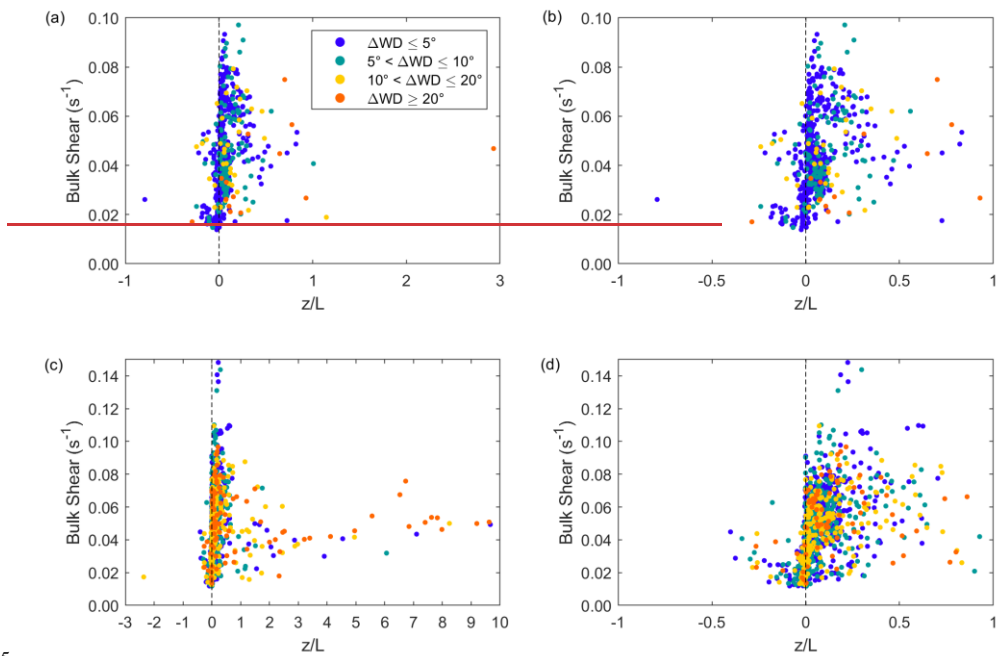 (a)
0.10
0.08
0.06
0.04
0.02
0.00
Bulk Shear (s⁻¹)
ΔWD ≤ 5°
5° < ΔWD ≤ 10°
10° < ΔWD ≤ 20°
ΔWD ≥ 20°
-1 0 1 2 3
z/L
(b)
0.10
0.08
0.06
0.04
0.02
0.00
Bulk Shear (s⁻¹)
-1 -0.5 0 0.5 1
z/L
(c)
0.14
0.12
0.10
0.08
0.06
0.04
0.02
0.00
Bulk Shear (s⁻¹)
-3 -2 -1 0 1 2 3 4 5 6 7 8 9 10
z/L
(d)
0.14
0.12
0.10
0.08
0.06
0.04
0.02
0.00
Bulk Shear (s⁻¹)
-1 -0.5 0 0.5 1
z/L